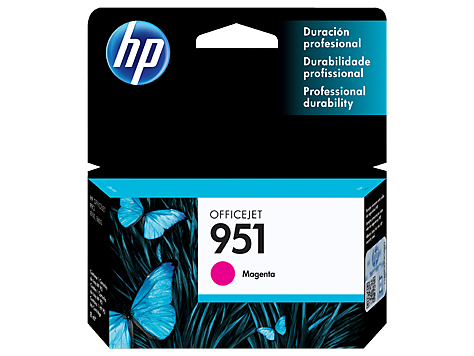 hp
Duración
profesional
Durabilidade
profissional
Professional
durability
OFFICEJET
951
Magenta